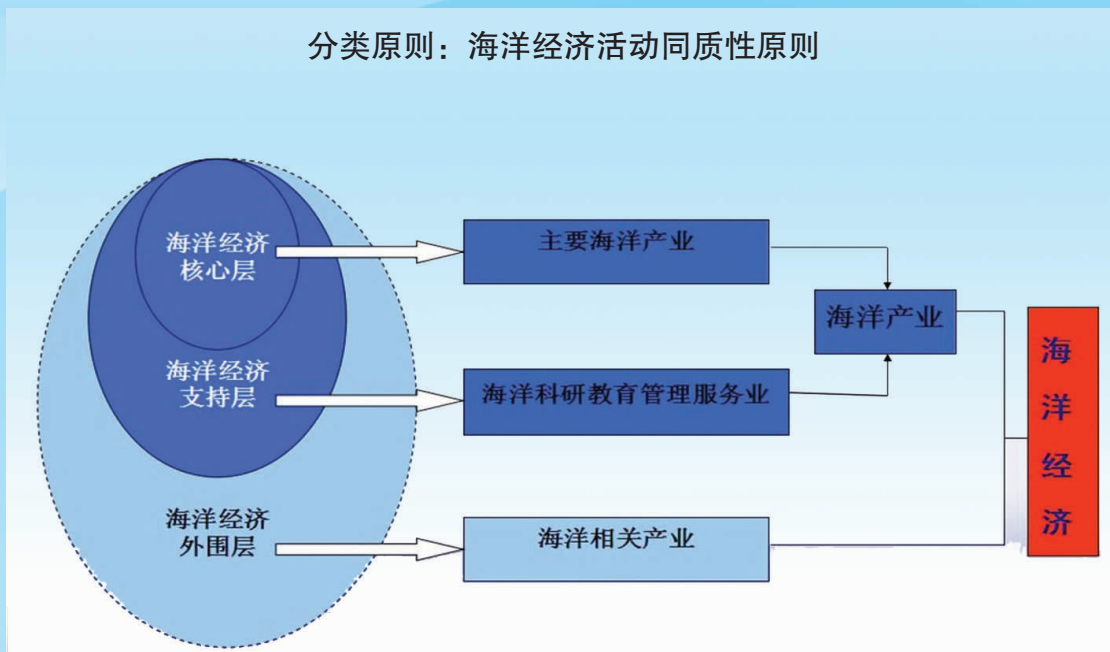 分类原则：海洋经济活动同质性原则
海洋经济
核心层
主要海洋产业
海洋产业
海洋经济
支持层
海洋科研教育管理服务业
海洋经济
外围层
海洋相关产业
海
洋
经
济